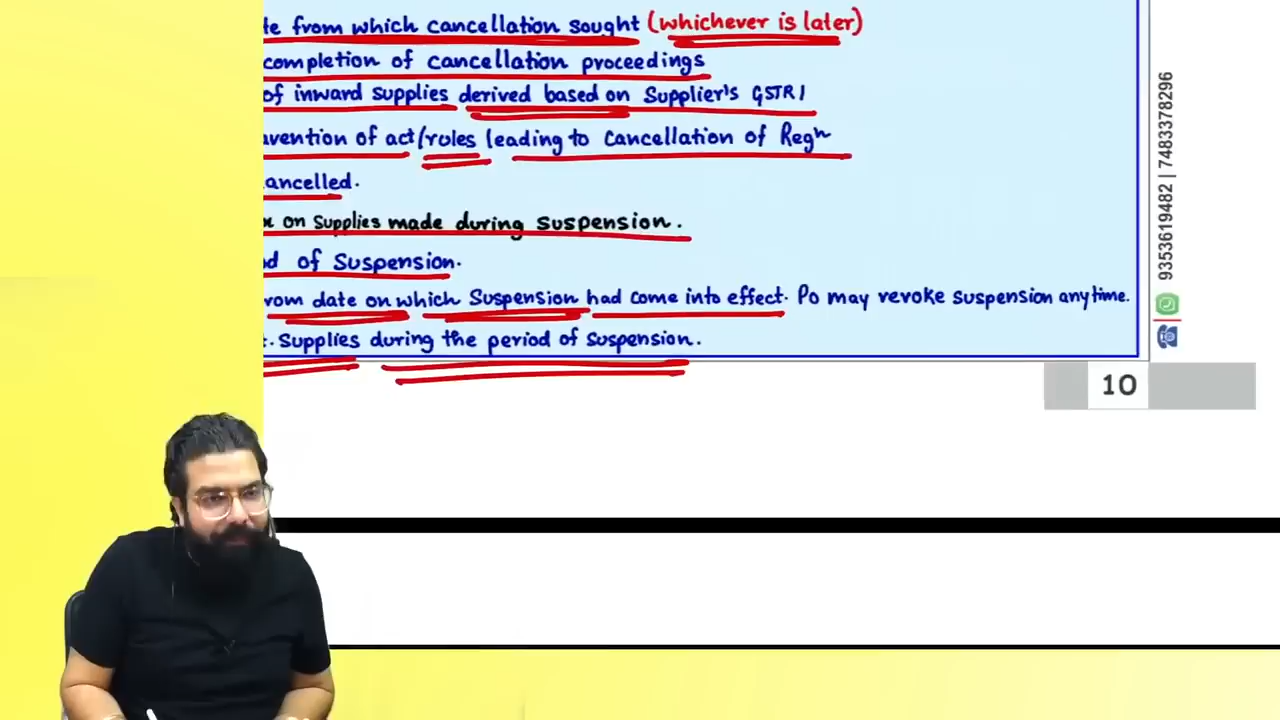 te from which cancellation sought (whichever is later)
completion of cancellation proceedings
of inward supplies derived based on Supplier's GSTR1
vention of act/rules leading to Cancellation of Regn
ancelled.
x on Supplies made during suspension.
d of Suspension.
rom date on which Suspension had come into effect. Po may revoke suspension anytime.
t. Supplies during the period of suspension.
9353619482 | 7483378296
10